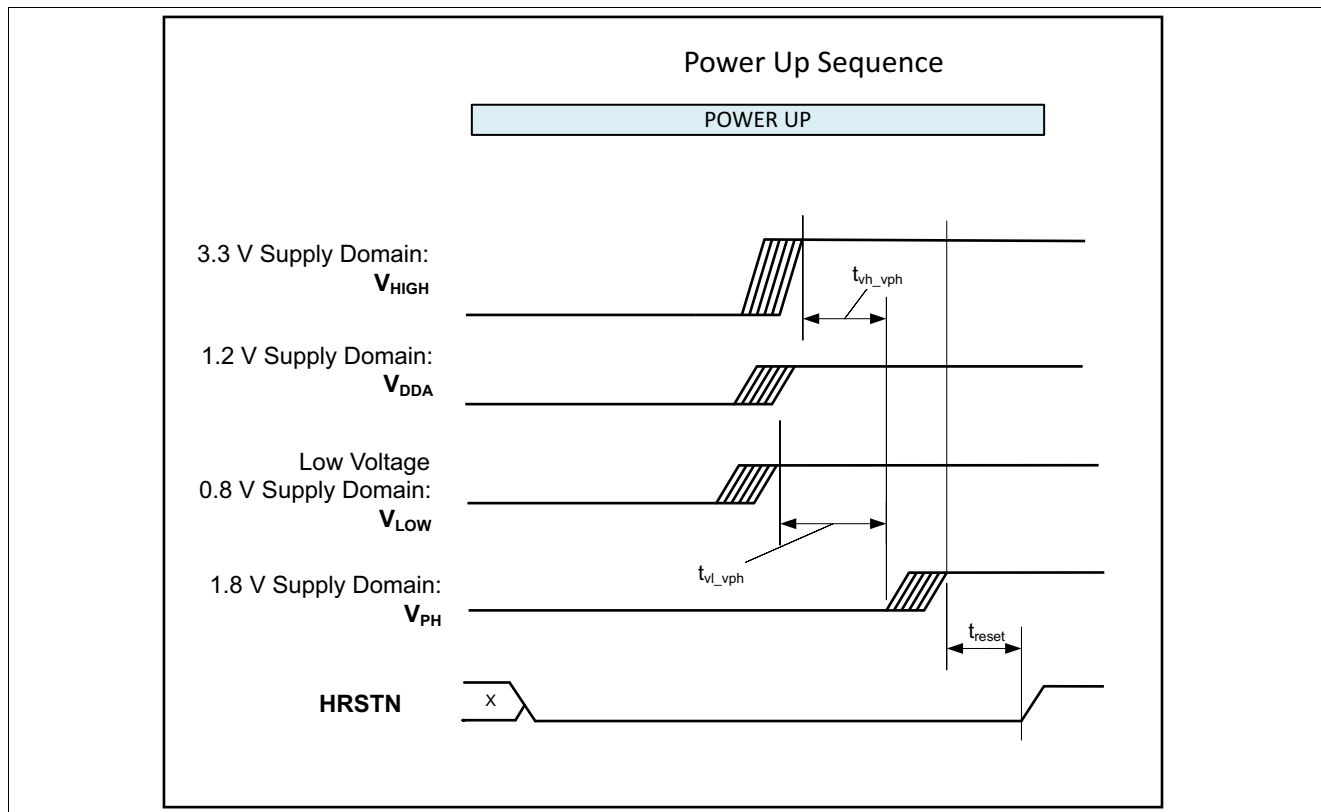 Power Up Sequence
POWER UP
3.3 V Supply Domain:
VHIGH
tvh_vph
1.2 V Supply Domain:
VDDA
Low Voltage
0.8 V Supply Domain:
VLOW
tvl_vph
1.8 V Supply Domain:
VPH
treset
HRSTN
X